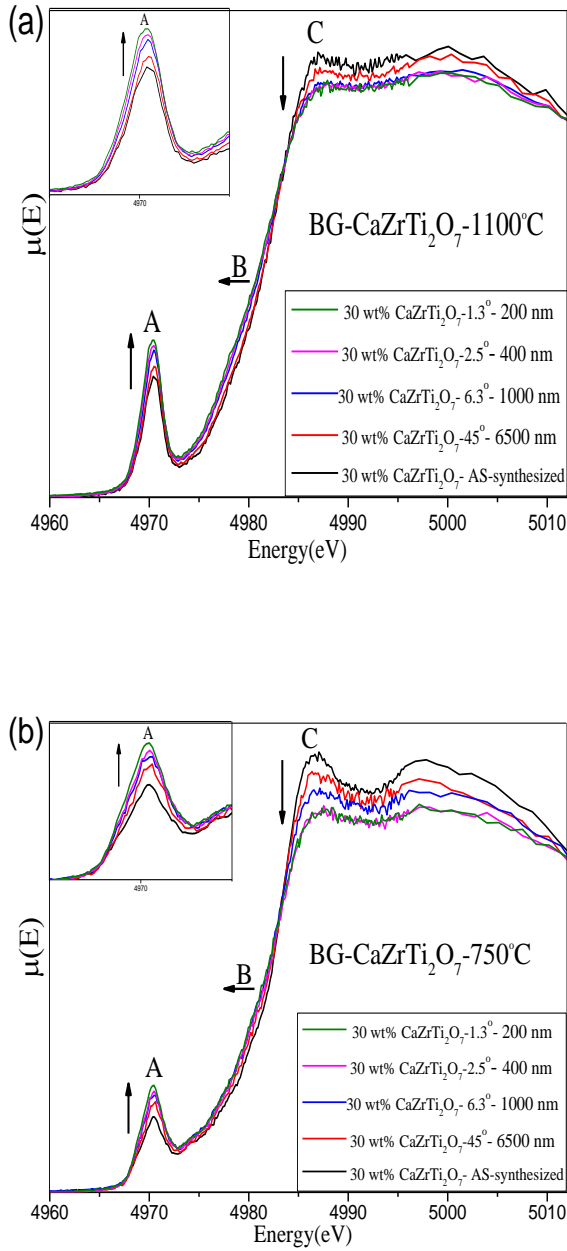 (a)
A
4970
C
μ(E)
BG-CaZrTi₂O₇-1100°C
B
A
30 wt% CaZrTi₂O₇-1.3°- 200 nm
30 wt% CaZrTi₂O₇-2.5°- 400 nm
30 wt% CaZrTi₂O₇- 6.3°- 1000 nm
30 wt% CaZrTi₂O₇-45°- 6500 nm
30 wt% CaZrTi₂O₇- AS-synthesized
4960 4970 4980 4990 5000 5010
Energy(eV)
(b)
A
4970
C
μ(E)
BG-CaZrTi₂O₇-750°C
B
A
30 wt% CaZrTi₂O₇-1.3°- 200 nm
30 wt% CaZrTi₂O₇-2.5°- 400 nm
30 wt% CaZrTi₂O₇- 6.3°- 1000 nm
30 wt% CaZrTi₂O₇-45°- 6500 nm
30 wt% CaZrTi₂O₇- AS-synthesized
4960 4970 4980 4990 5000 5010
Energy(eV)